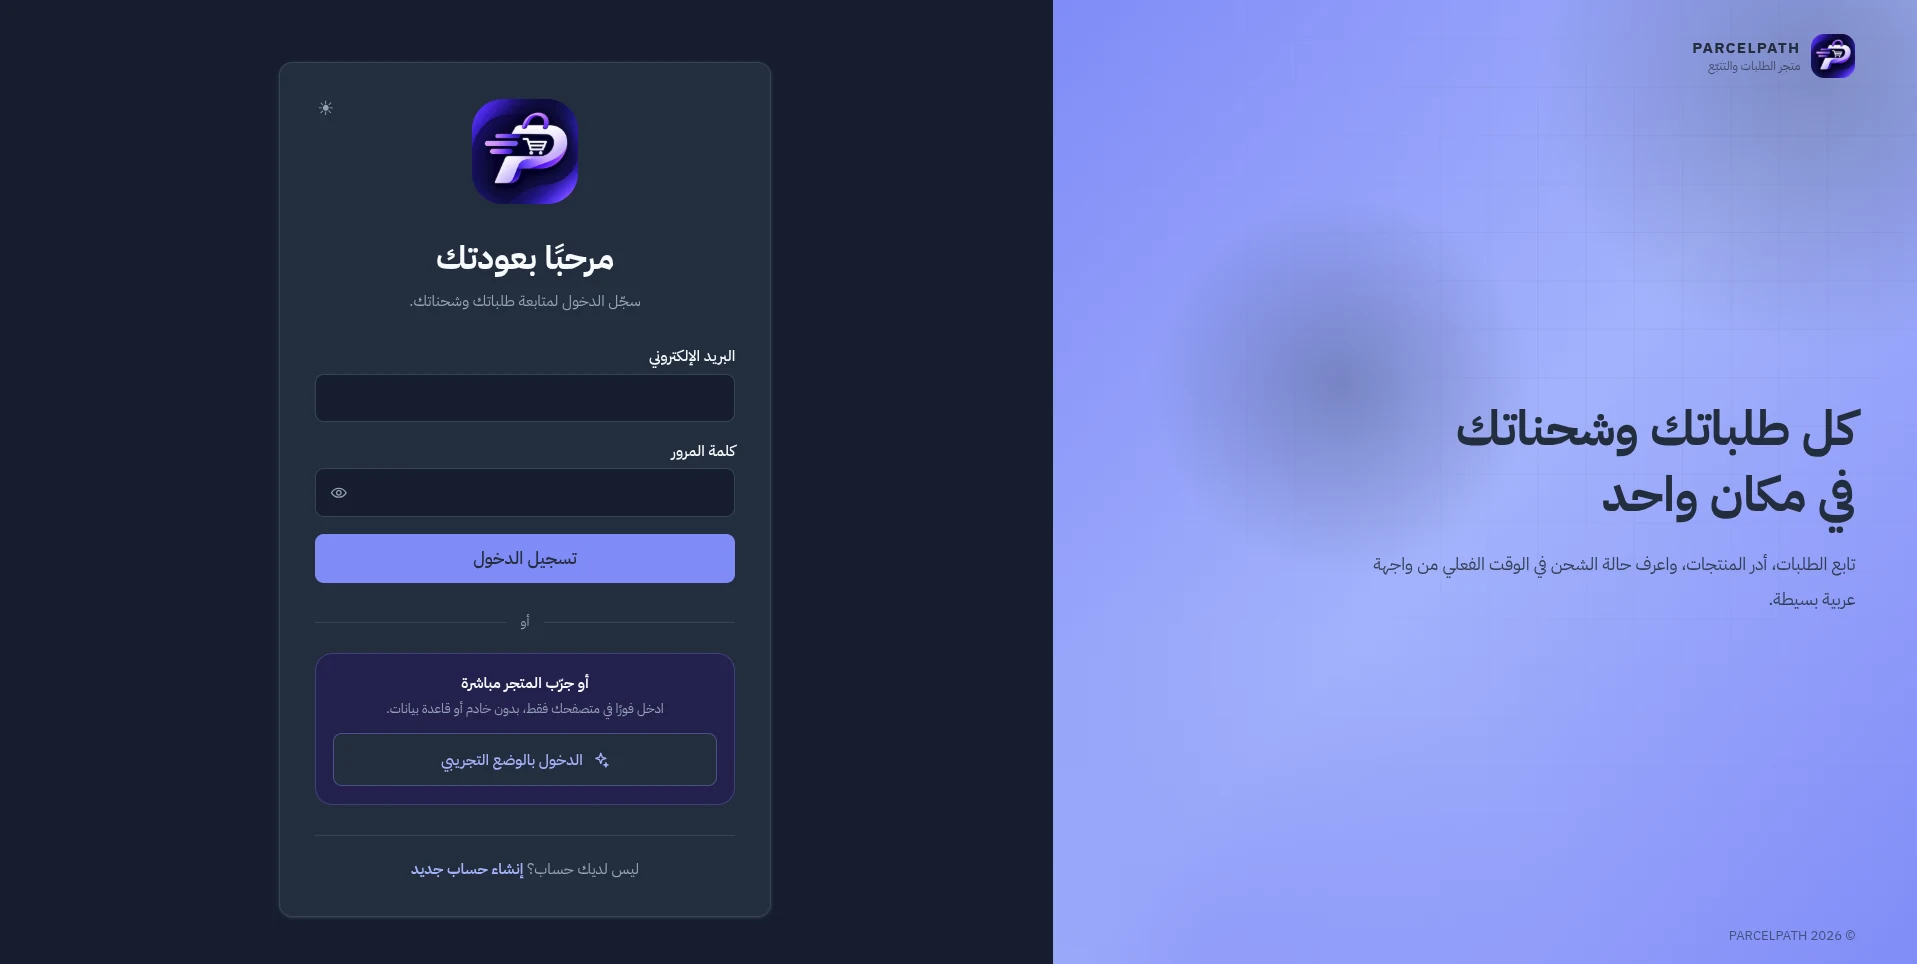 PARCELPATH
متجر الطلبات والتتبّع
كل طلباتك وشحناتك
في مكان واحد
تابع الطلبات، أدر المنتجات، واعرف حالة الشحن في الوقت الفعلي من واجهة
عربية بسيطة.
© 2026 PARCELPATH
مرحبًا بعودتك
سجّل الدخول لمتابعة طلباتك وشحناتك.
البريد الإلكتروني
كلمة المرور
تسجيل الدخول
أو
أو جرّب المتجر مباشرة
ادخل فورًا في متصفحك فقط، بدون خادم أو قاعدة بيانات.
الدخول بالوضع التجريبي
ليس لديك حساب؟ إنشاء حساب جديد